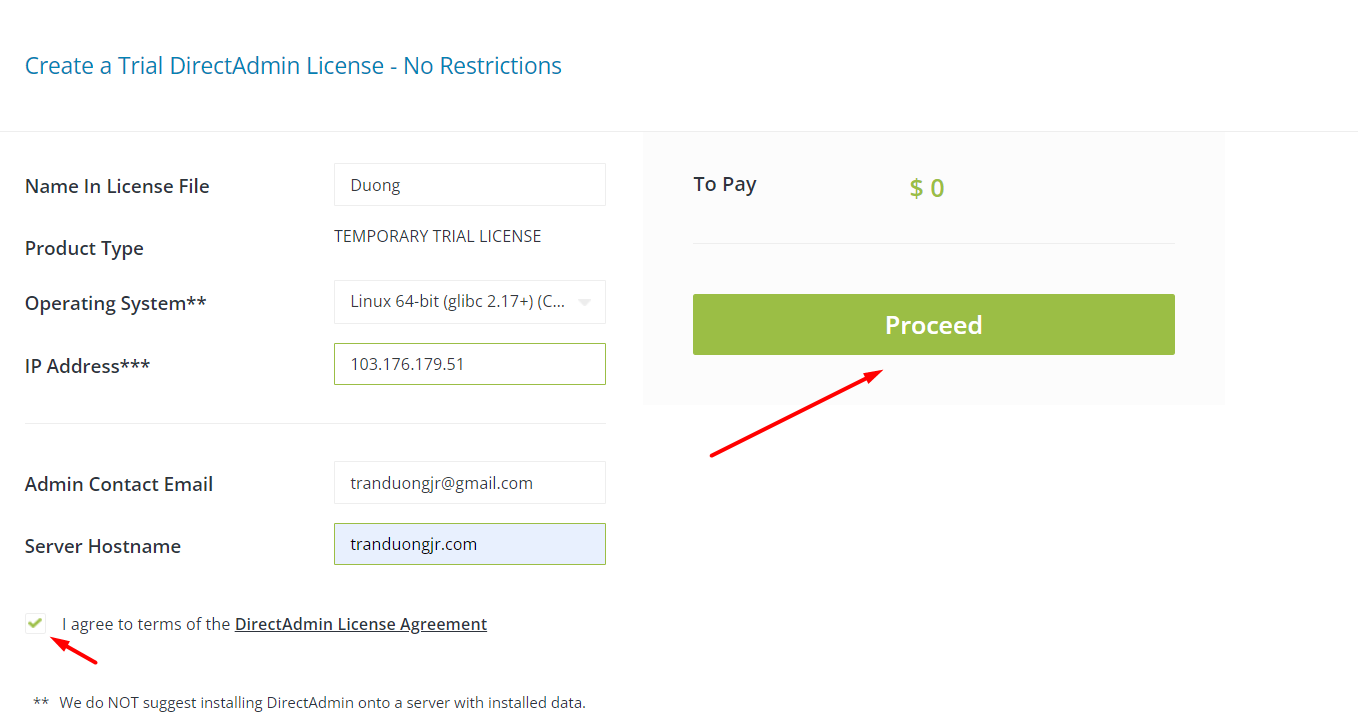 Create a Trial DirectAdmin License - No Restrictions
Name In License File
Duong
Product Type
TEMPORARY TRIAL LICENSE
Operating System**
Linux 64-bit (glibc 2.17+) (C...
IP Address***
103.176.179.51
Admin Contact Email
tranduongjr@gmail.com
Server Hostname
tranduongjr.com
I agree to terms of the DirectAdmin License Agreement
** We do NOT suggest installing DirectAdmin onto a server with installed data.
To Pay
$ 0
Proceed